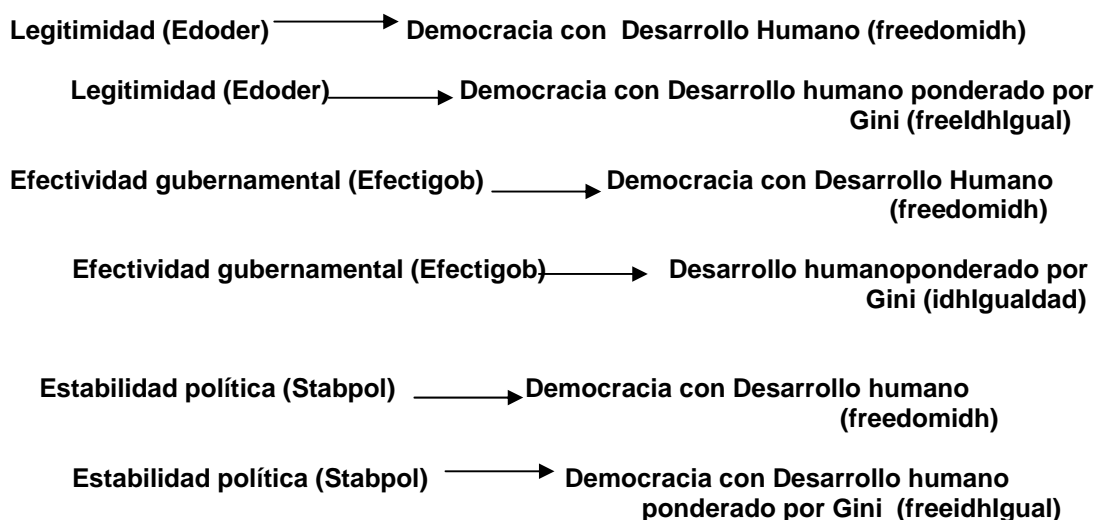 Legitimidad (Edoder) Democracia con Desarrollo Humano (freedomidh)
Legitimidad (Edoder) Democracia con Desarrollo humano ponderado por
Gini (freeIdhIgual)
Efectividad gubernamental (Efectigob) Democracia con Desarrollo Humano
(freedomidh)
Efectividad gubernamental (Efectigob) Desarrollo humanoponderado por
Gini (idhIgualdad)
Estabilidad política (Stabpol) Democracia con Desarrollo humano
(freedomidh)
Estabilidad política (Stabpol) Democracia con Desarrollo humano
ponderado por Gini (freeidhIgual)